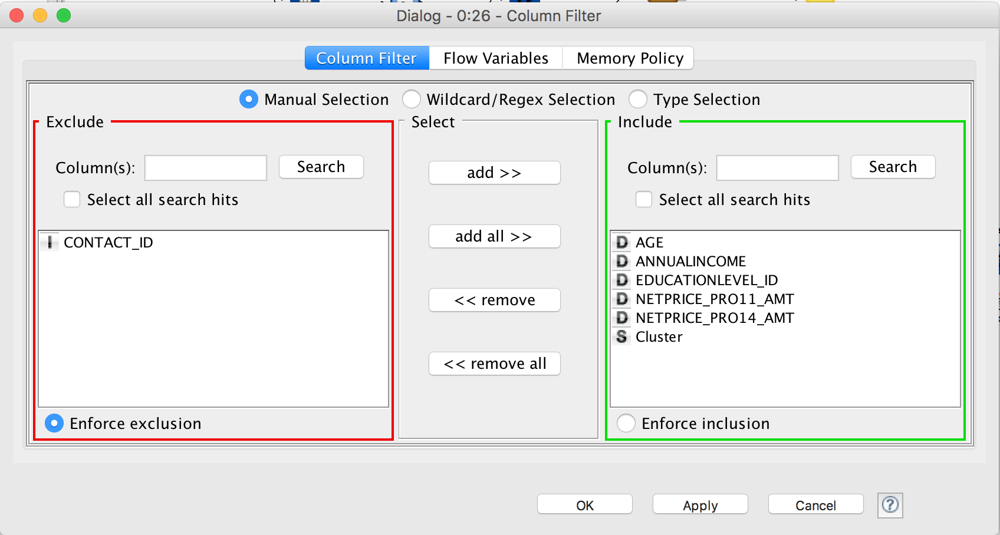 Dialog - 0:26 - Column Filter
Column Filter Flow Variables Memory Policy
Manual Selection Wildcard/Regex Selection Type Selection
Exclude
Column(s): Search
Select all search hits
I CONTACT_ID
Enforce exclusion
Select
add >>
add all >>
<< remove
<< remove all
Include
Column(s): Search
Select all search hits
D AGE
D ANNUALINCOME
D EDUCATIONLEVEL_ID
D NETPRICE_PRO11_AMT
D NETPRICE_PRO14_AMT
S Cluster
Enforce inclusion
OK Apply Cancel ?